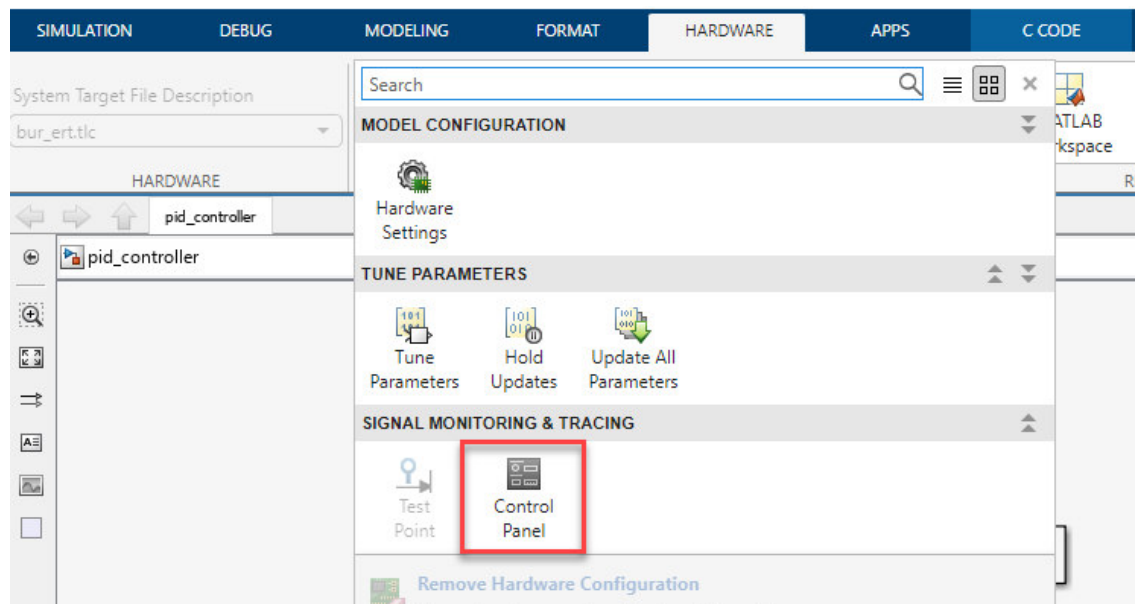 SIMULATION
DEBUG
MODELING
FORMAT
HARDWARE
APPS
C CODE
System Target File Description
bur_ert.tlc
HARDWARE
Search
ATLAB
rkspace
R
MODEL CONFIGURATION
Hardware
Settings
pid_controller
pid_controller
TUNE PARAMETERS
Tune
Parameters
Hold
Updates
Update All
Parameters
SIGNAL MONITORING & TRACING
Test
Point
Control
Panel
Remove Hardware Configuration